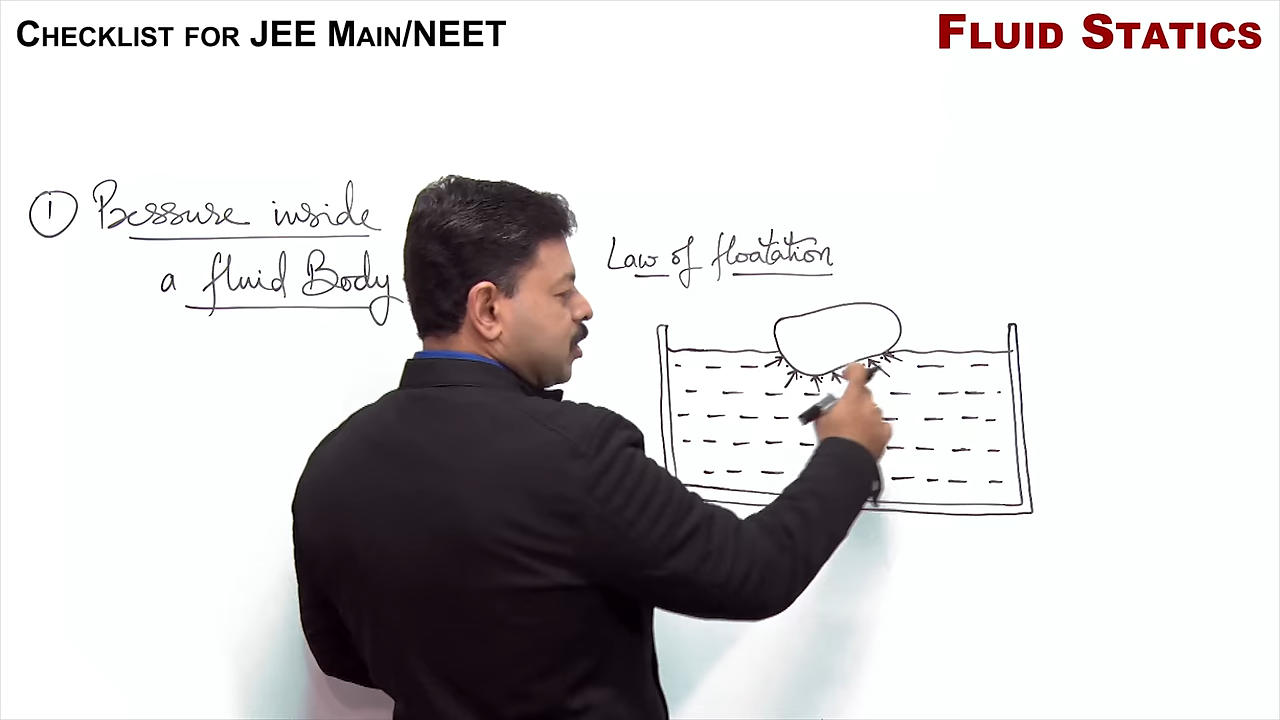 CHECKLIST FOR JEE MAIN/NEET
FLUID STATICS
① Pressure inside
a fluid Body
Law of floatation